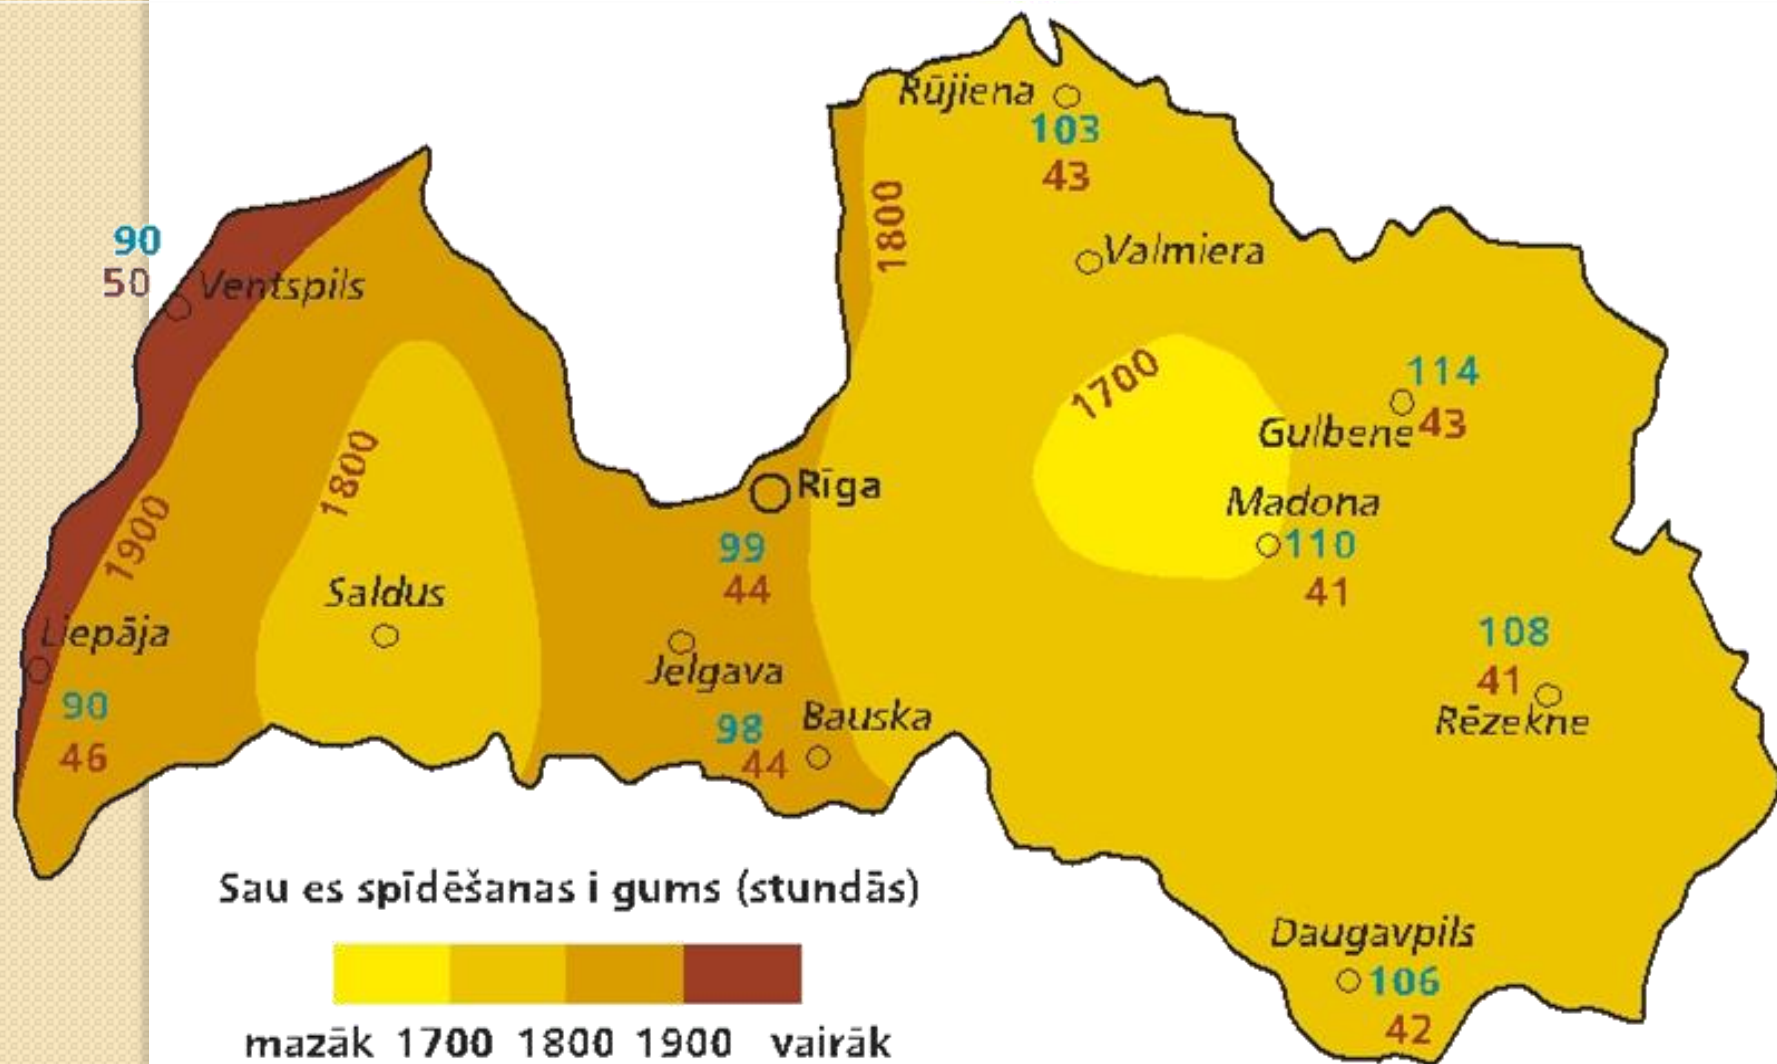 Rūjiena
103
43
1800
Valmiera
90
50
Ventspils
1700
114
Gulbene 43
1800
1900
Rīga
Madona
110
41
99
44
Saldus
Liepāja
90
46
Jelgava
98
44
Bauska
108
41
Rēzekne
Sau es spīdēšanas i gums (stundās)
mazāk 1700 1800 1900 vairāk
Daugavpils
106
42